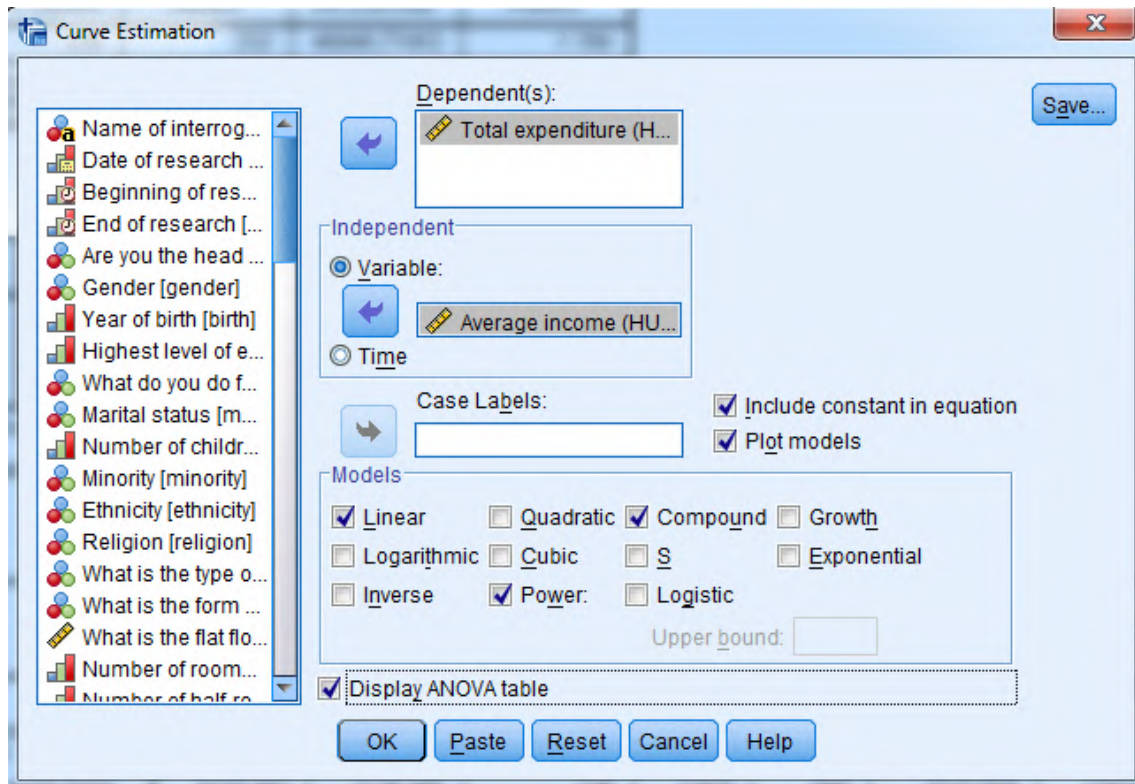 Curve Estimation
Name of interrog...
Date of research ...
Beginning of res...
End of research [...
Are you the head ...
Gender [gender]
Year of birth [birth]
Highest level of e...
What do you do f...
Marital status [m...
Number of childr...
Minority [minority]
Ethnicity [ethnicity]
Religion [religion]
What is the type o...
What is the form ...
What is the flat flo...
Number of room...
Number of half ro...
Dependent(s):
Total expenditure (H...
Save...
Independent
Variable:
Average income (HU...
Time
Case Labels:
Include constant in equation
Plot models
Models
Linear Quadratic Compound Growth
Logarithmic Cubic S Exponential
Inverse Power: Logistic
Upper bound:
Display ANOVA table
OK Paste Reset Cancel Help